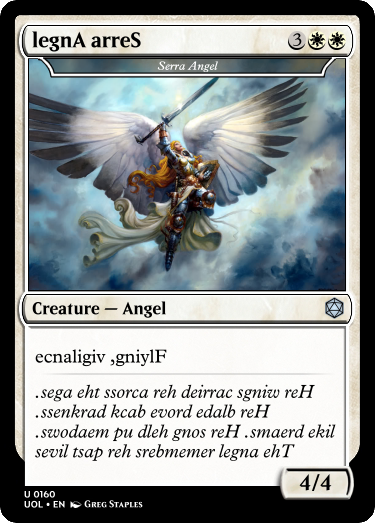 legnA arreS 3
Serra Angel
Creature — Angel
ecnaligiv ,gniylF
.sega eht ssorca reh deirrac sgniw reH
.ssenkrad kcab evord edalb reH
.swodaem pu dleh gnos reH .smaerd ekil
sevil tsap reh srebmemer legna ehT
4/4
U 0160
UOL • EN Greg Staples